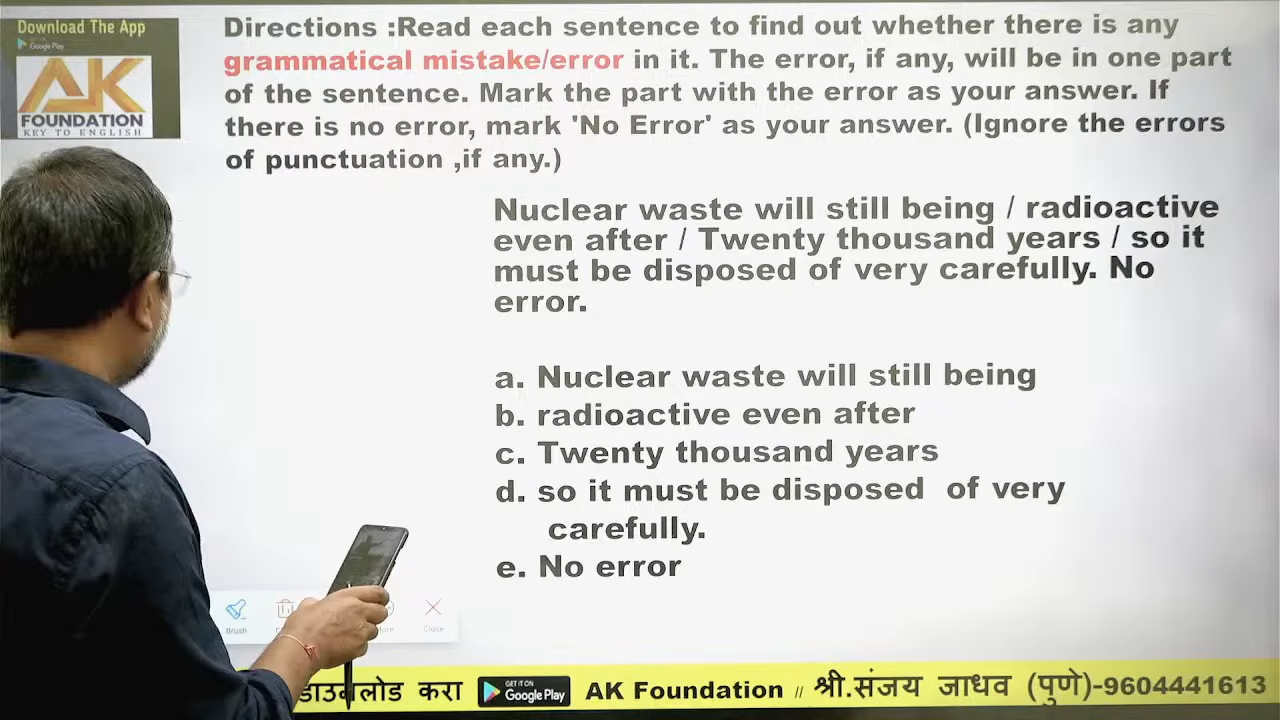 Download The App
Google Play
AK
FOUNDATION
KEY TO ENGLISH
Directions :Read each sentence to find out whether there is any
grammatical mistake/error in it. The error, if any, will be in one part
of the sentence. Mark the part with the error as your answer. If
there is no error, mark 'No Error' as your answer. (Ignore the errors
of punctuation ,if any.)
Nuclear waste will still being / radioactive
even after / Twenty thousand years / so it
must be disposed of very carefully. No
error.
a. Nuclear waste will still being
b. radioactive even after
c. Twenty thousand years
d. so it must be disposed of very
carefully.
e. No error
Brush
Close
करा
GET IT ON
Google Play
AK Foundation // श्री.संजय जाधव (पुणे)-9604441613